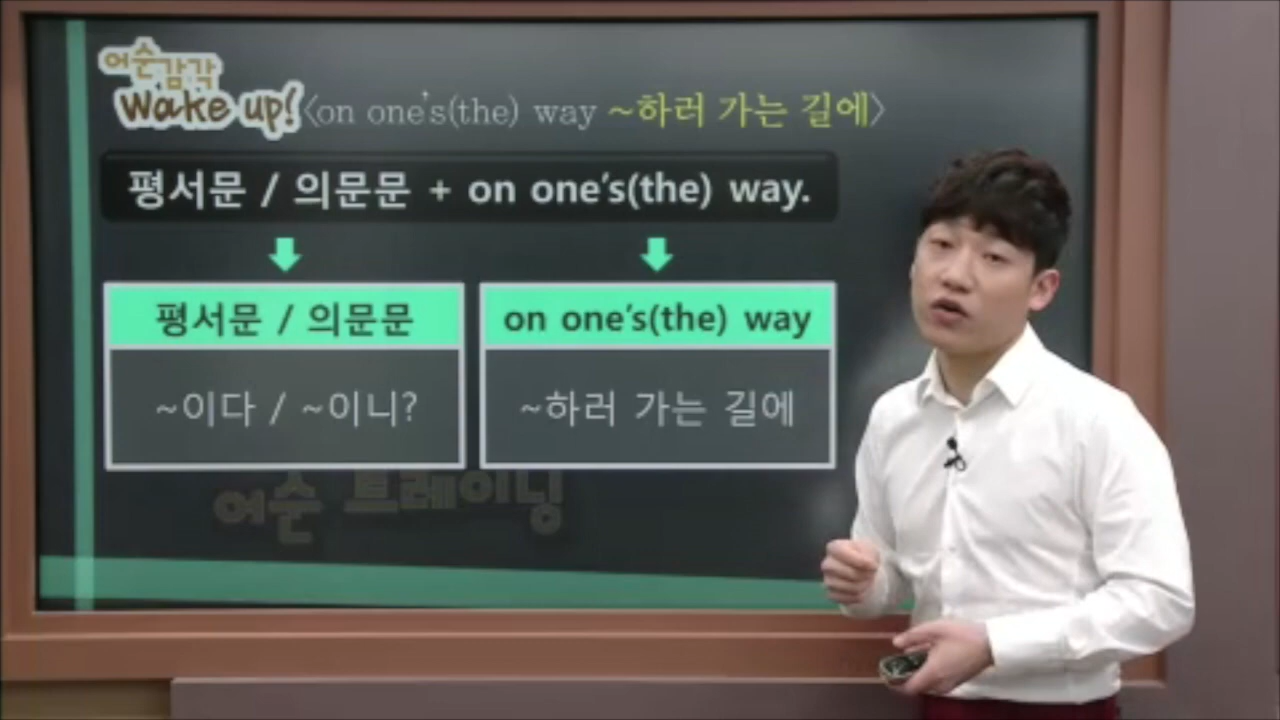 어순감각
Wake up!
<on one's(the) way ~하러 가는 길에>
평서문 / 의문문 + on one's(the) way.
평서문 / 의문문
on one's(the) way
~이다 / ~이니?
~하러 가는 길에
어순 트레이닝